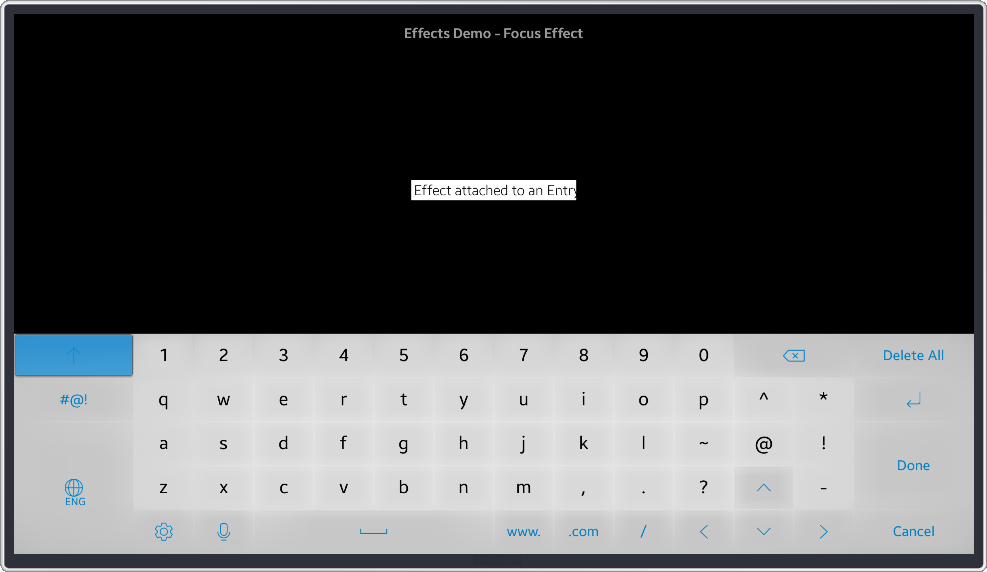 Effects Demo - Focus Effect
Effect attached to an Entry
1 2 3 4 5 6 7 8 9 0 Delete All
#@! q w e r t y u i o p ^ *
a s d f g h j k l ~ @ !
Done
z x c v b n m , . ? -
ENG
www. .com / Cancel